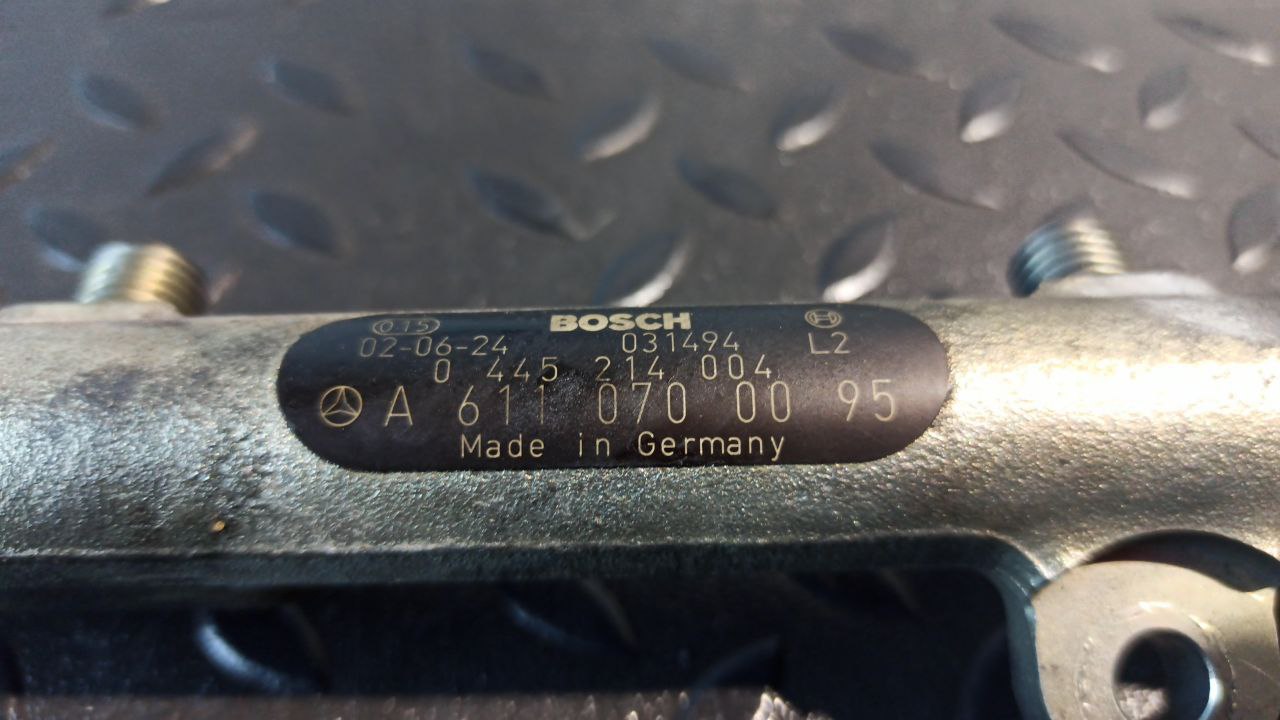 0.15 BOSCH
02-06-24 031494 L2
0 445 214 004
A 611 070 00 95
Made in Germany